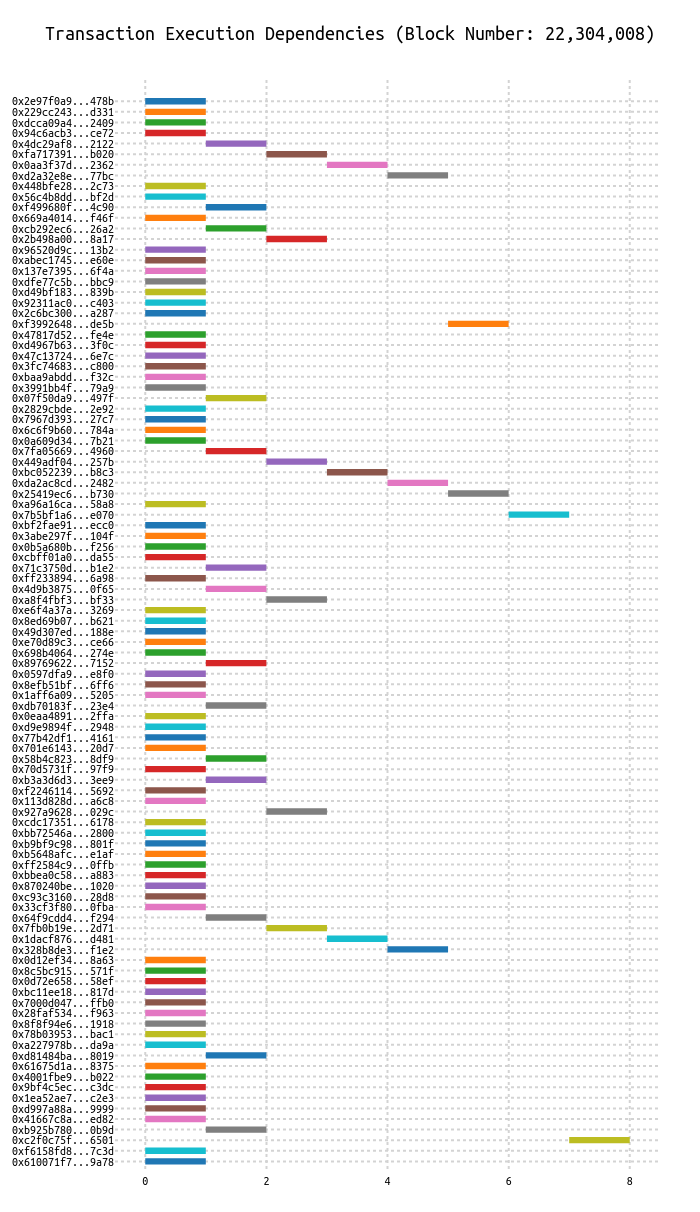 Transaction Execution Dependencies (Block Number: 22,304,008)
0x2e97f0a9...478b
0x229cc243...d331
0xdcca09a4...2409
0x94c6acb3...ce72
0x4dc29af8...2122
0xfa717391...b020
0x0aa3f37d...2362
0xd2a32e8e...77bc
0x448bfe28...2c73
0x56c4b8dd...bf2d
0xf499680f...4c90
0x669a4014...f46f
0xcb292ec6...26a2
0x2b498a00...8a17
0x96520d9c...13b2
0xabec1745...e60e
0x137e7395...6f4a
0xdfe77c5b...bbc9
0xd49bf183...839b
0x92311ac0...c403
0x2c6bc300...a287
0xf3992648...de5b
0x47817d52...fe4e
0xd4967b63...3f0c
0x47c13724...6e7c
0x3fc74683...c800
0xbaa9abdd...f32c
0x3991bb4f...79a9
0x07f50da9...497f
0x2829cbde...2e92
0x7967d393...27c7
0x6c6f9b60...784a
0x0a609d34...7b21
0x7fa05669...4960
0x449adf04...257b
0xbc052239...b8c3
0xda2ac8cd...2482
0x25419ec6...b730
0xa96a16ca...58a8
0x7b5bf1a6...e070
0xbf2fae91...ecc0
0x3abe297f...104f
0x0b5a680b...f256
0xcbff01a0...da55
0x71c3750d...b1e2
0xff233894...6a98
0x4d9b3875...0f65
0xa8f4fbf3...bf33
0xe6f4a37a...3269
0x8ed69b07...b621
0x49d307ed...188e
0xe70d89c3...ce66
0x698b4064...274e
0x89769622...7152
0x0597dfa9...e8f0
0x8efb51bf...6ff6
0x1aff6a09...5205
0xdb70183f...23e4
0x0eaa4891...2ffa
0xd9e9894f...2948
0x77b42df1...4161
0x701e6143...20d7
0x58b4c823...8df9
0x70d5731f...97f9
0xb3a3d6d3...3ee9
0xf2246114...5692
0x113d828d...a6c8
0x927a9628...029c
0xcdc17351...6178
0xbb72546a...2800
0xb9bf9c98...801f
0xb5648afc...e1af
0xff2584c9...0ffb
0xbbea0c58...a883
0x870240be...1020
0xc93c3160...28d8
0x33cf3f80...0fba
0x64f9cdd4...f294
0x7fb0b19e...2d71
0x1dacf876...d481
0x328b8de3...f1e2
0x0d12ef34...8a63
0x8c5bc915...571f
0x0d72e658...58ef
0xbc11ee18...817d
0x7000d047...ffb0
0x28faf534...f963
0x8f8f94e6...1918
0x78b03953...bac1
0xa227978b...da9a
0xd81484ba...8019
0x61675d1a...8375
0x4001fbe9...b022
0x9bf4c5ec...c3dc
0x1ea52ae7...c2e3
0xd997a88a...9999
0x41667c8a...ed82
0xb925b780...0b9d
0xc2f0c75f...6501
0xf6158fd8...7c3d
0x610071f7...9a78
0 2 4 6 8